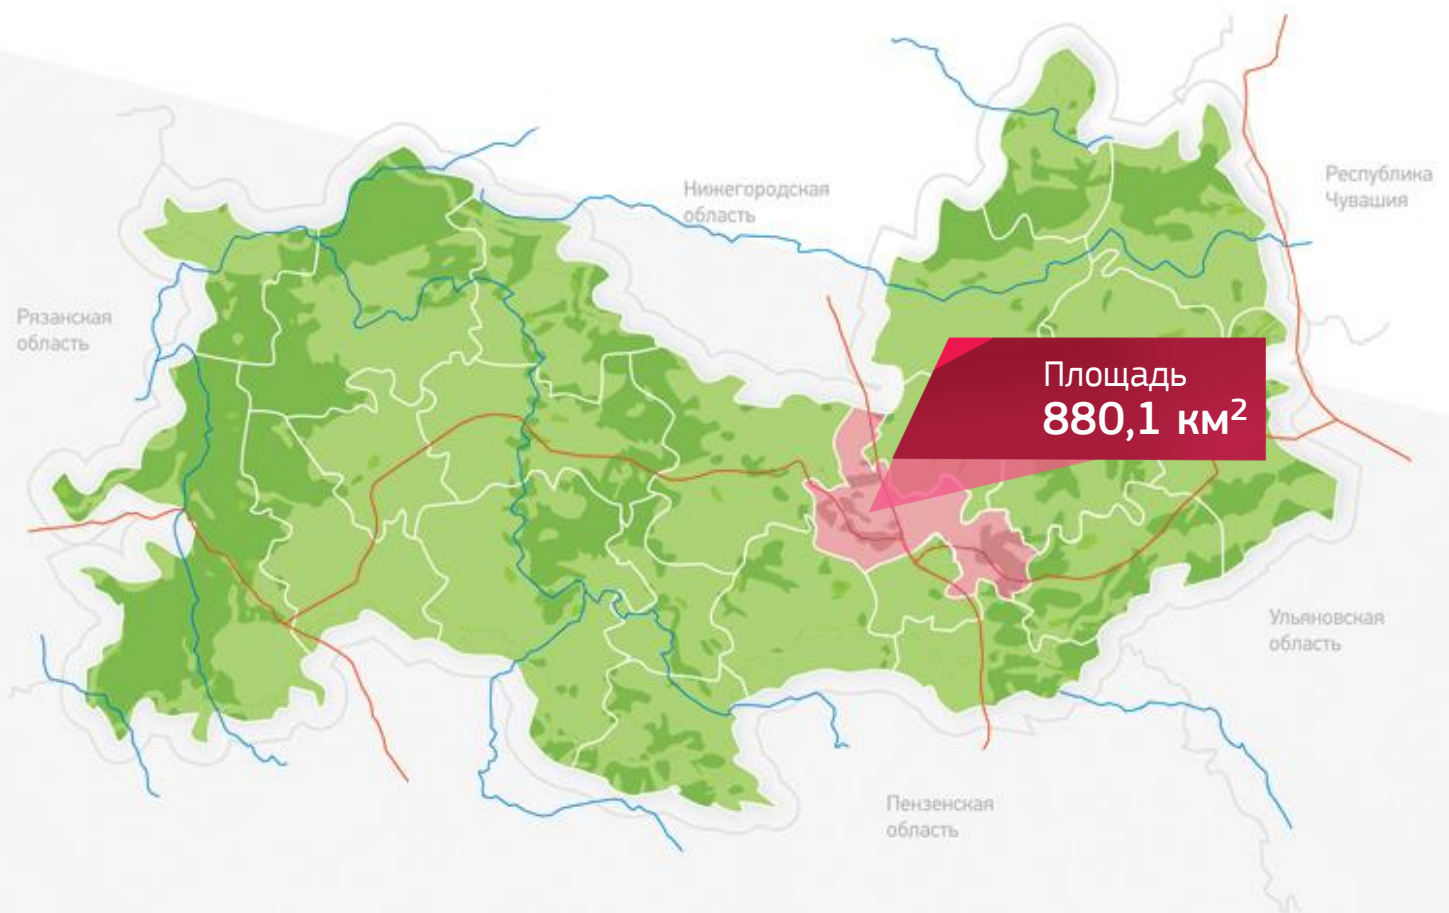 Нижегородская
область
Республика
Чувашия
Рязанская
область
Площадь
880,1 км²
Ульяновская
область
Пензенская
область